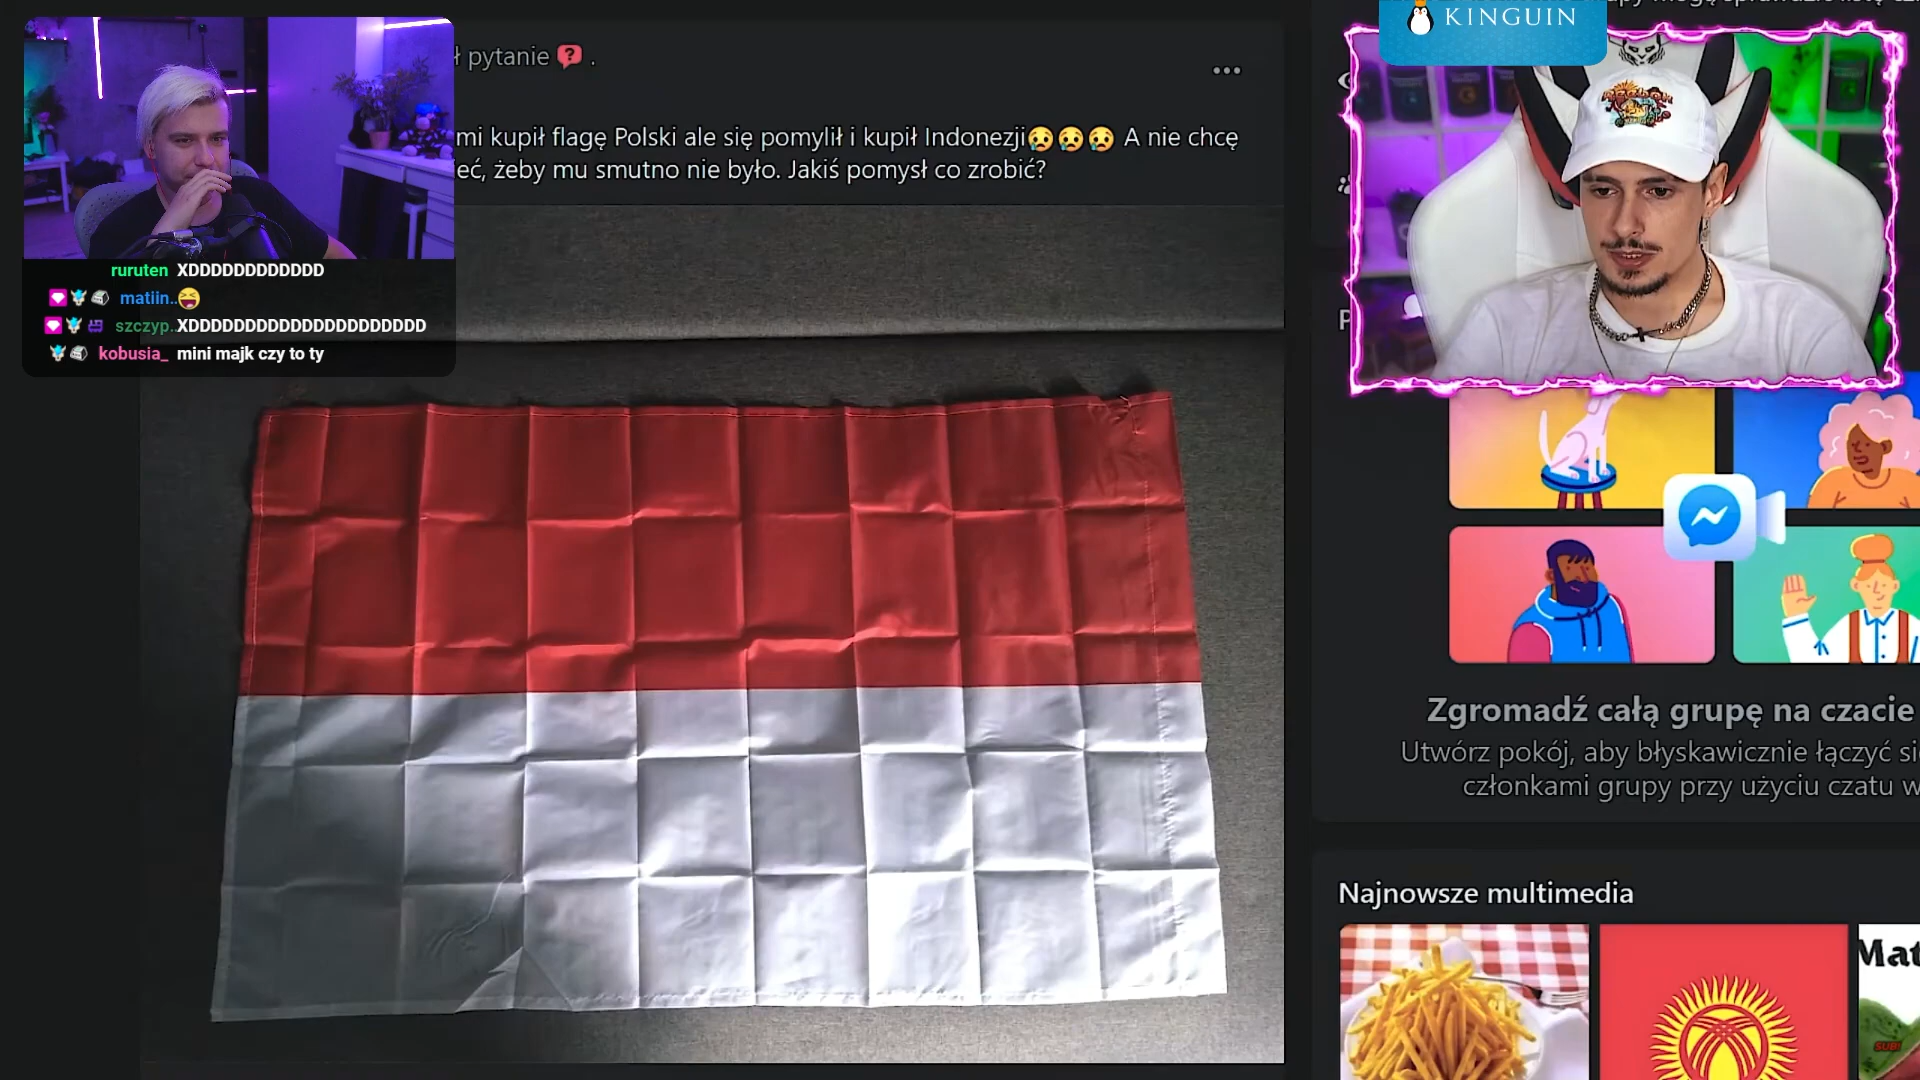 ł pytanie
.
mi kupił flagę Polski ale się pomylił i kupił Indonezji😢😢😢 A nie chcę
eć, żeby mu smutno nie było. Jakiś pomysł co zrobić?
ruruten XDDDDDDDDDDDD
matiin..😆
szczyp..XDDDDDDDDDDDDDDDDDDDDD
kobusia_ mini majk czy to ty
KINGUIN
P
Zgromadź całą grupę na czacie
Utwórz pokój, aby błyskawicznie łączyć si
członkami grupy przy użyciu czatu w
Najnowsze multimedia
Mat
SUB!